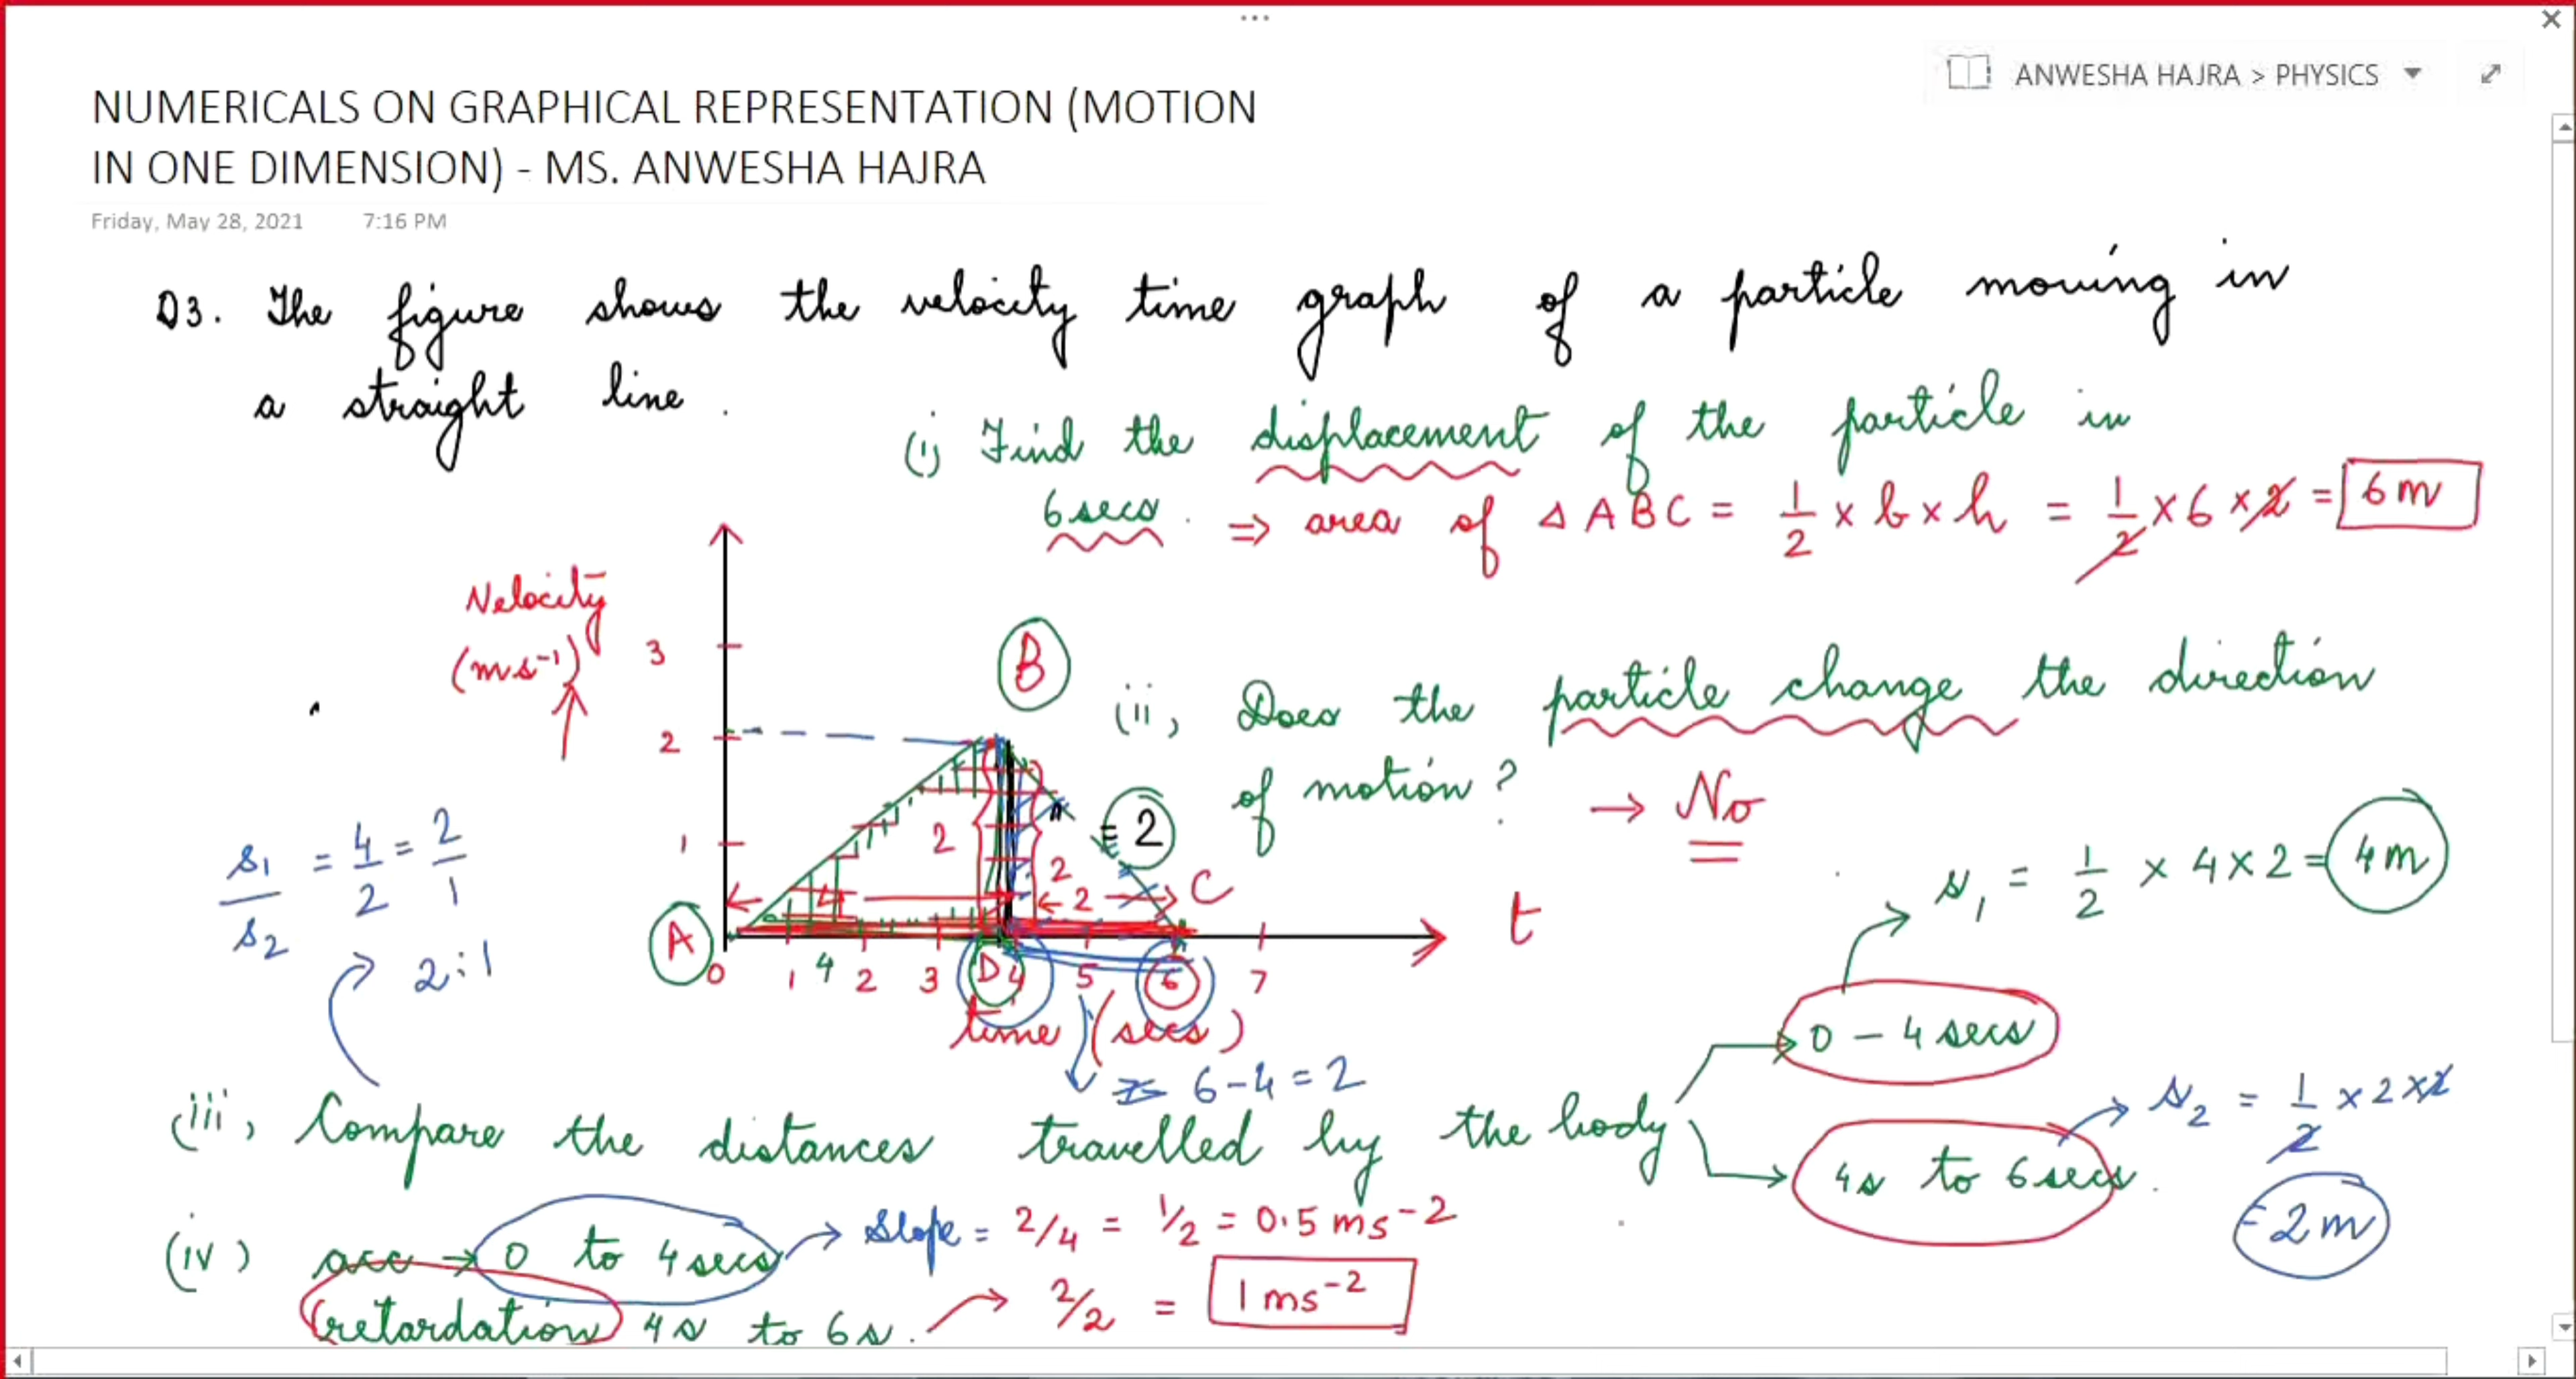 ANWESHA HAJRA > PHYSICS
NUMERICALS ON GRAPHICAL REPRESENTATION (MOTION
IN ONE DIMENSION) - MS. ANWESHA HAJRA
Friday, May 28, 2021 7:16 PM
Q3. The figure shows the velocity time graph of a particle moving in
a straight line.
(i) Find the displacement of the particle in
6 secs. ⇒ area of △ABC = 1/2 × b × h = 1/2 × 6 × 2 = 6 m
Velocity
(ms⁻¹)
3
B
2
(ii) Does the particle change the direction
of motion? → No
1
2
= 2
2
4
← 2 →
C
A
t
0 1 4 2 3 D 4 5 6 7
time (secs)
= 6 - 4 = 2
s₁/s₂ = 4/2 = 2/1
2:1
s₁ = 1/2 × 4 × 2 = 4m
0 - 4 secs
(iii) Compare the distances travelled by the body
4s to 6 secs.
s₂ = 1/2 × 2 × 2
= 2m
(iv) acc → 0 to 4 secs → Slope = 2/4 = 1/2 = 0.5 ms⁻²
(retardation) 4s to 6s. → 2/2 = 1 ms⁻²